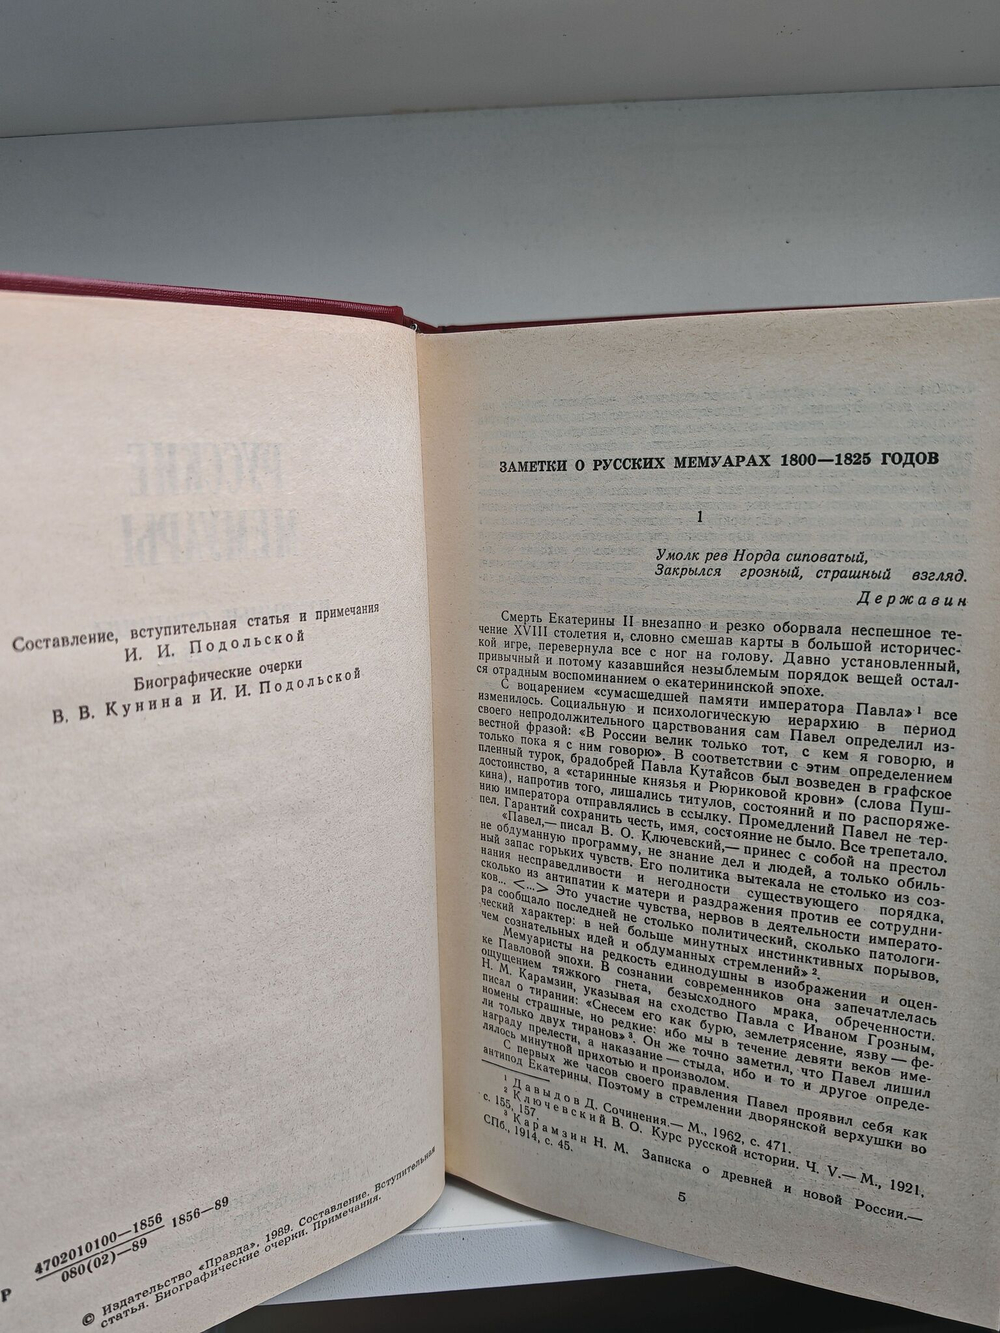 Составление, вступительная статья и примечания
И. И. Подольской
Биографические очерки
В. В. Кунина и И. И. Подольской
Р 4702010100—1856
080(02)—89
1856—89
© Издательство «Правда», 1989. Составление. Вступительная
статья. Биографические очерки. Примечания.
ЗАМЕТКИ О РУССКИХ МЕМУАРАХ 1800—1825 ГОДОВ
1
Умолк рев Норда сиповатый,
Закрылся грозный, страшный взгляд.
Державин
Смерть Екатерины II внезапно и резко оборвала неспешное те-
чение XVIII столетия и, словно смешав карты в большой историчес-
кой игре, перевернула все с ног на голову. Давно установленный,
привычный и потому казавшийся незыблемым порядок вещей остал-
ся отрадным воспоминанием о екатерининской эпохе.
С воцарением «сумасшедшей памяти императора Павла»¹ все
изменилось. Социальную и психологическую иерархию в период
своего непродолжительного царствования сам Павел определил из-
вестной фразой: «В России велик только тот, с кем я говорю, и
только пока я с ним говорю». В соответствии с этим определением
пленный турок, брадобрей Павла Кутайсов был возведен в графское
достоинство, а «старинные князья и Рюриковой крови» (слова Пуш-
кина), напротив того, лишались титулов, состояний и по распоряже-
нию императора отправлялись в ссылку. Промедлений Павел не тер-
пел. Гарантий сохранить честь, имя, состояние не было. Все трепетало.
«Павел,— писал В. О. Ключевский,— принес с собой на престол
не обдуманную программу, не знание дел и людей, а только обиль-
ный запас горьких чувств. Его политика вытекала не столько из соз-
нания несправедливости и негодности существующего порядка,
сколько из антипатии к матери и раздражения против ее сотрудни-
ков... <...> Это участие чувства, нервов в деятельности императо-
ра сообщало последней не столько политический, сколько патологи-
ческий характер: в ней больше минутных инстинктивных порывов,
чем сознательных идей и обдуманных стремлений»².
Мемуаристы на редкость единодушны в изображении и оцен-
ке Павловой эпохи. В сознании современников она запечатлелась
ощущением тяжкого гнета, безысходного мрака, обреченности.
Н. М. Карамзин, указывая на сходство Павла с Иваном Грозным,
писал о тирании: «Снесем его как бурю, землетрясение, язву — фе-
номены страшные, но редкие: ибо мы в течение девяти веков име-
ли только двух тиранов»³. Он же точно заметил, что Павел лишил
награду прелести, а наказание — стыда, ибо и то и другое опреде-
лялось минутной прихотью и произволом.
С первых же часов своего правления Павел проявил себя как
антипод Екатерины. Поэтому в стремлении дворянской верхушки во
¹ Давыдов Д. Сочинения.— М., 1962, с. 471.
² Ключевский В. О. Курс русской истории. Ч. V.— М., 1921,
с. 155, 157.
³ Карамзин Н. М. Записка о древней и новой России.—
СПб., 1914, с. 45.
5